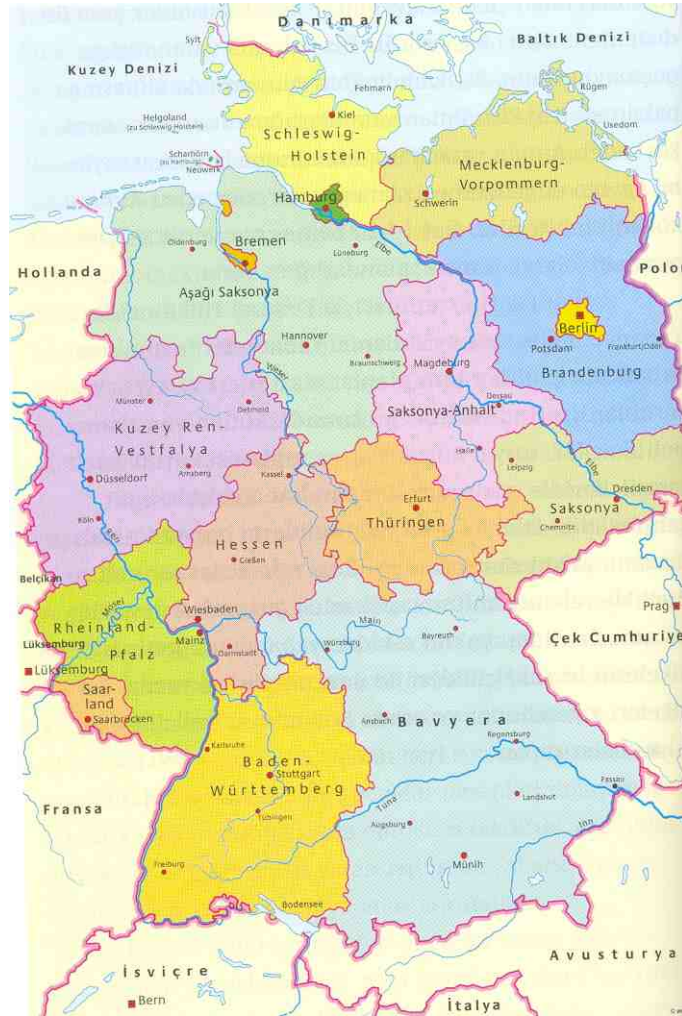 Danımarka
Baltık Denizi
Sylt
Kuzey Denizi
Fehmarn
Rügen
Helgoland
(zu Schleswig-Holstein)
Kiel
Usedom
Schleswig-
Holstein
Scharhörn
(zu Hamburg)
Neuwerk
Mecklenburg-
Vorpommern
Hamburg
Schwerin
Oldenburg
Bremen
Lüneburg
Elbe
Hollanda
Polo
Aşağı Saksonya
Berlin
Hannover
Potsdam
Frankfurt/Oder
Braunschweig
Magdeburg
Brandenburg
Weser
Münster
Detmold
Dessau
Saksonya-Anhalt
Kuzey Ren-
Vestfalya
Halle
Leipzig
Elbe
Arnsberg
Kassel
Düsseldorf
Dresden
Erfurt
Köln
Thüringen
Saksonya
Chemnitz
Ren
Hessen
Gießen
Belçika
Mosel
Wiesbaden
Prag
Rheinland-
Pfalz
Mainz
Main
Bayreuth
Çek Cumhuriye
Lüksemburg
Würzburg
Darmstadt
Lüksemburg
Saar-
land
Saarbrücken
Ansbach
Bavyera
Regensburg
Karlsruhe
Baden-
Württemberg
Stuttgart
Passau
Fransa
Tuna
Landshut
Tübingen
Augsburg
Inn
Freiburg
Münih
Bodensee
Avusturya
İsviçre
Bern
İtalya